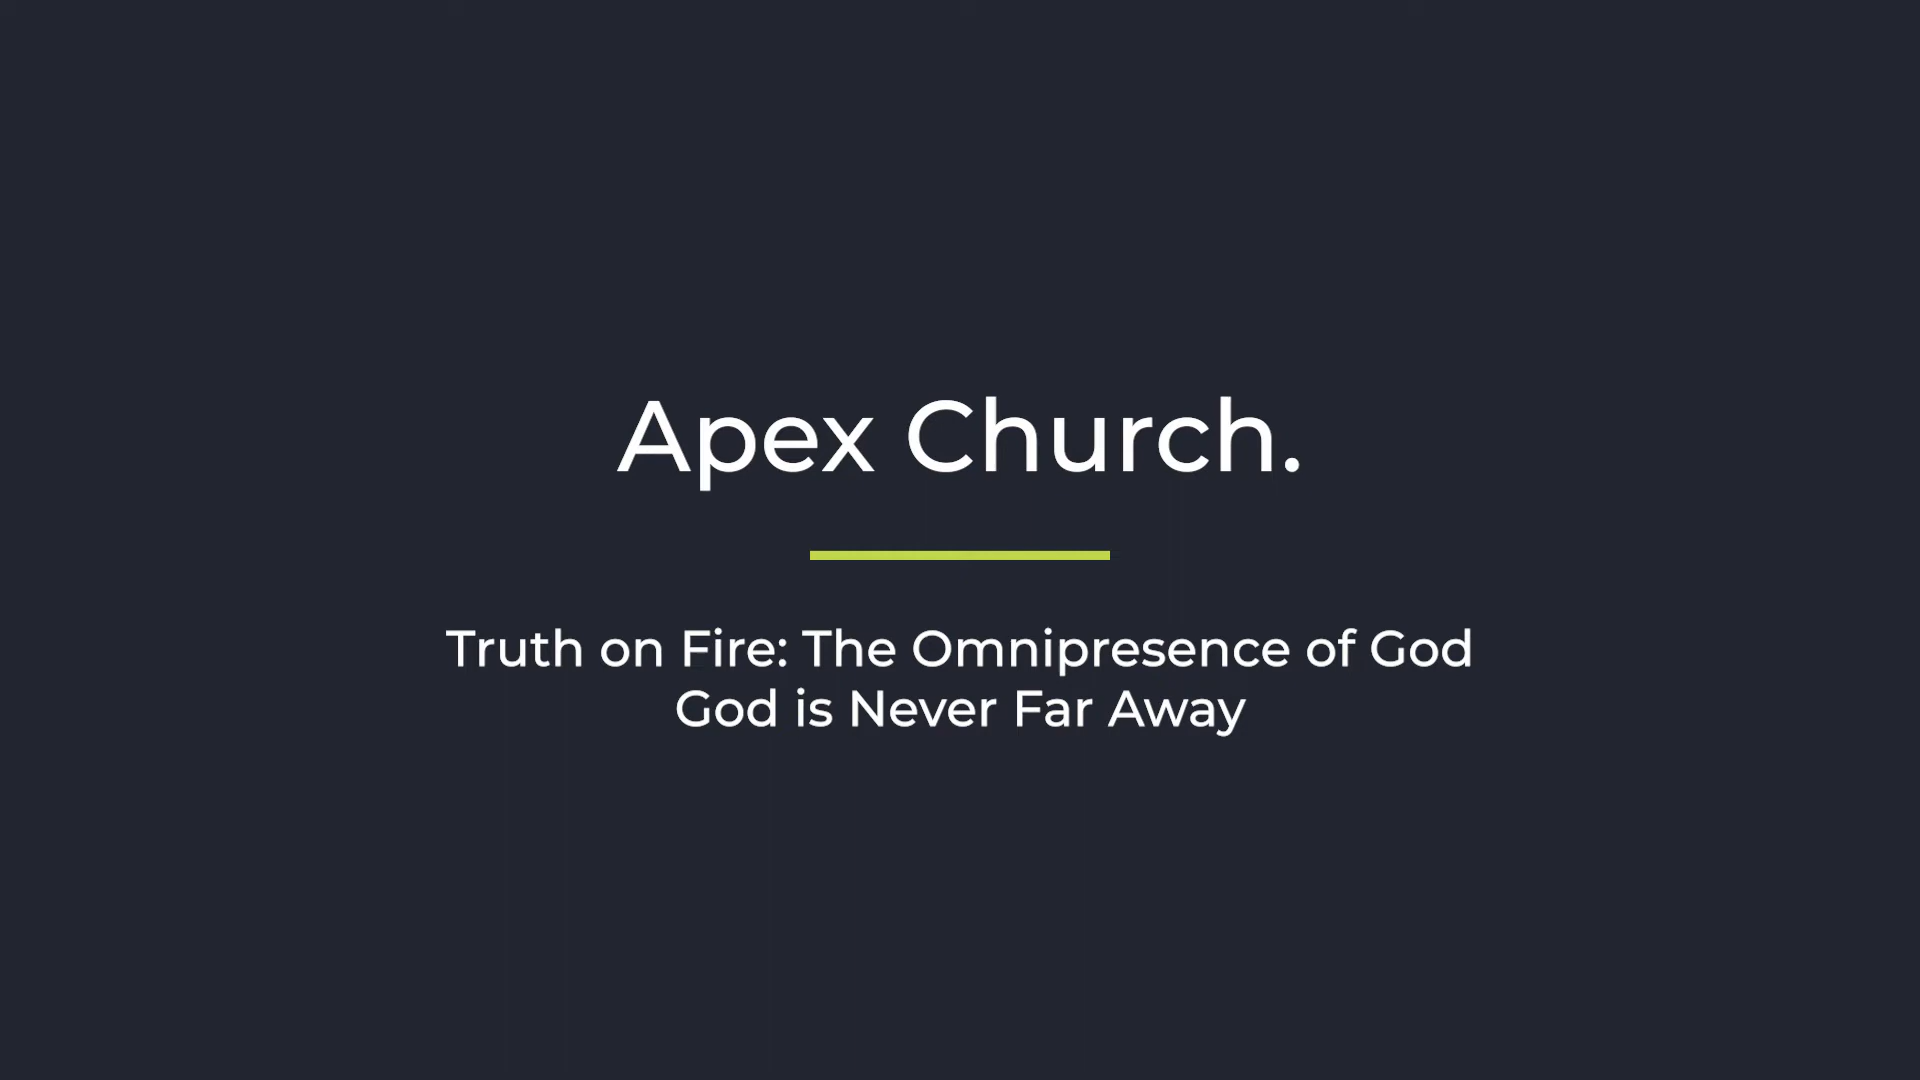 Apex Church.
Truth on Fire: The Omnipresence of God
God is Never Far Away